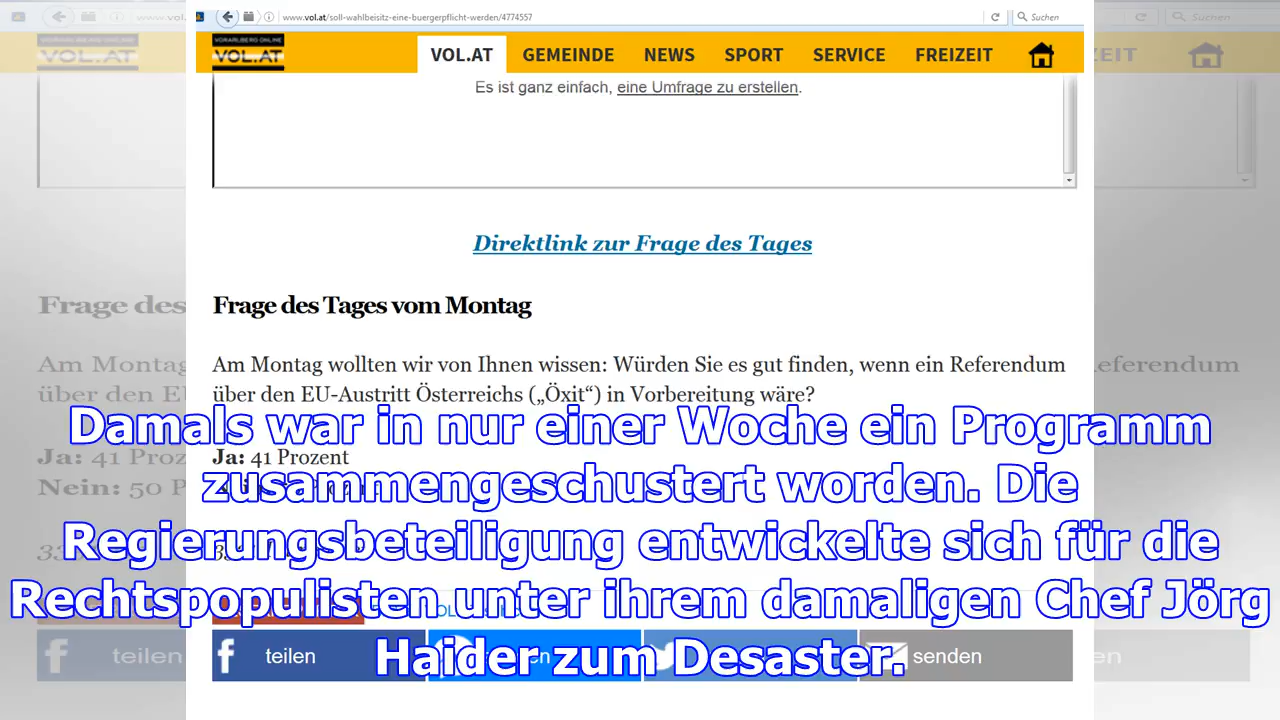 www.vol.at/soll-wahlbeisitz-eine-buergerpflicht-werden/4774557
Suchen
VORARLBERG ONLINE
VOL.AT
VOL.AT GEMEINDE NEWS SPORT SERVICE FREIZEIT
Es ist ganz einfach, eine Umfrage zu erstellen.
Direktlink zur Frage des Tages
Frage des Tages vom Montag
Am Montag wollten wir von Ihnen wissen: Würden Sie es gut finden, wenn ein Referendum
über den EU-Austritt Österreichs („Öxit“) in Vorbereitung wäre?
Damals war in nur einer Woche ein Programm
Ja: 41 Prozent
zusammengeschustert worden. Die
Nein: 50 P
Regierungsbeteiligung entwickelte sich für die
Rechtspopulisten unter ihrem damaligen Chef Jörg
Haider zum Desaster.
teilen
senden